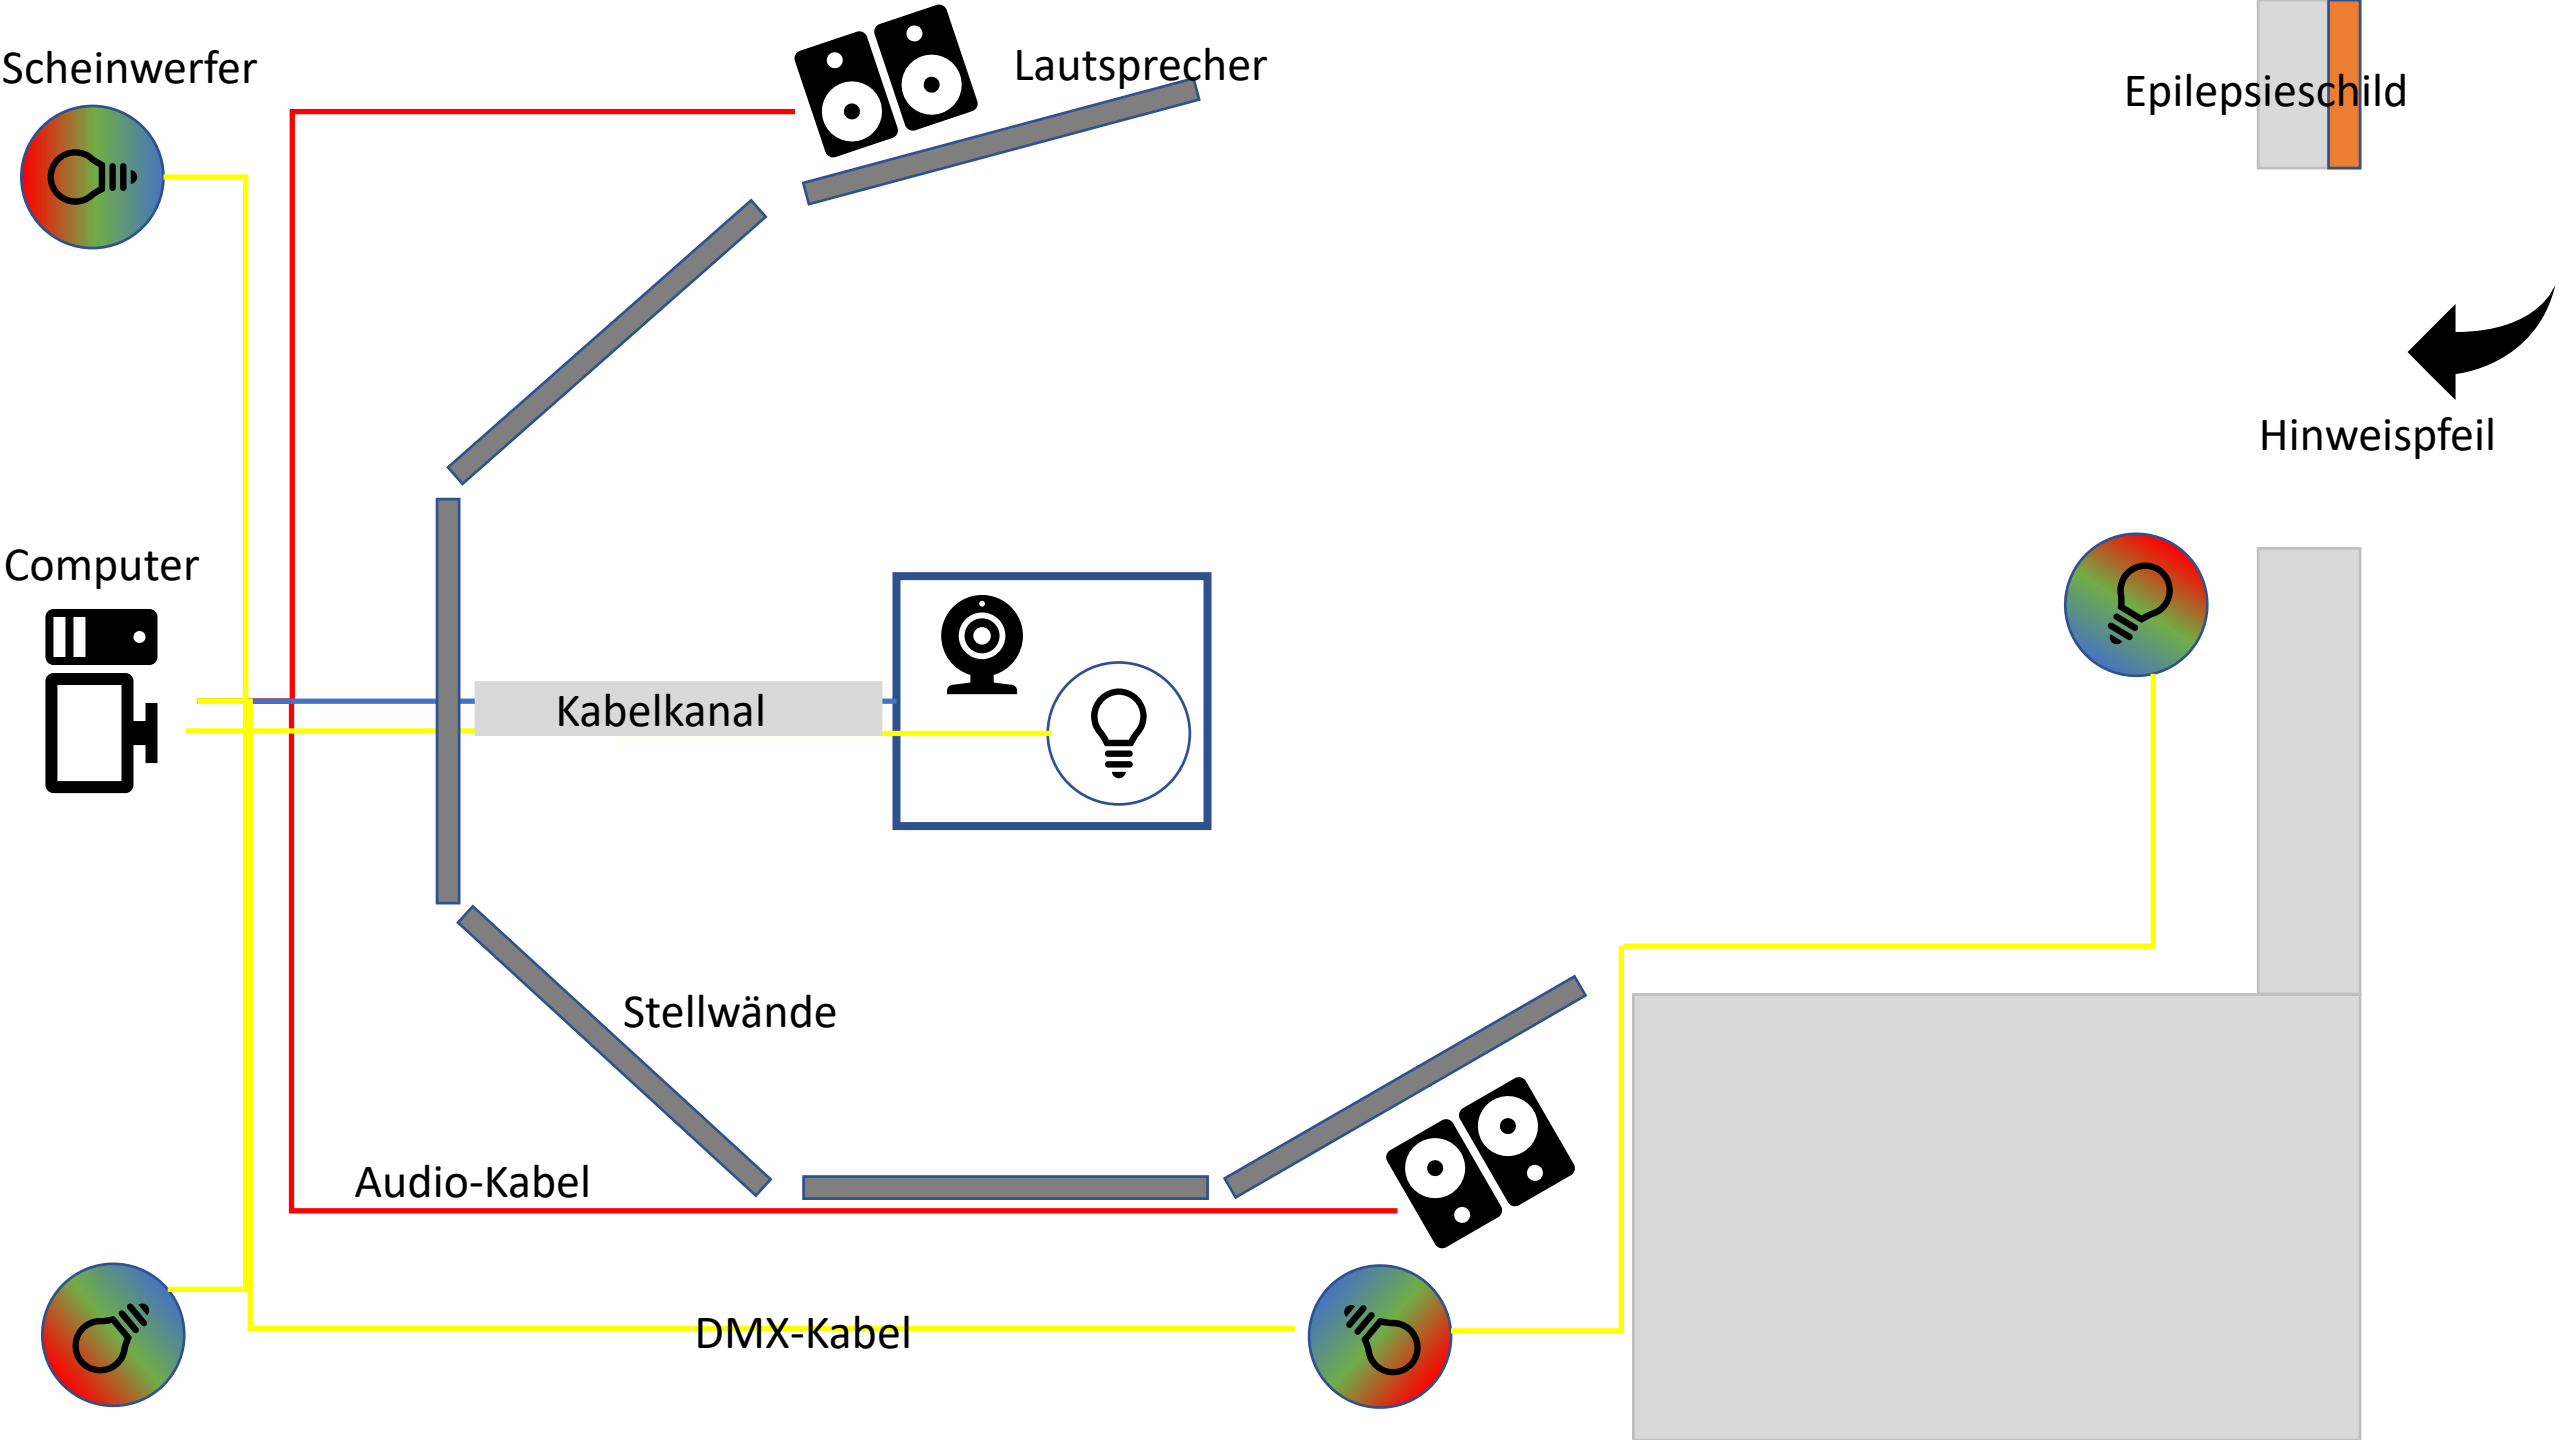 Scheinwerfer
Lautsprecher
Epilepsieschild
Hinweispfeil
Computer
Kabelkanal
Stellwände
Audio-Kabel
DMX-Kabel